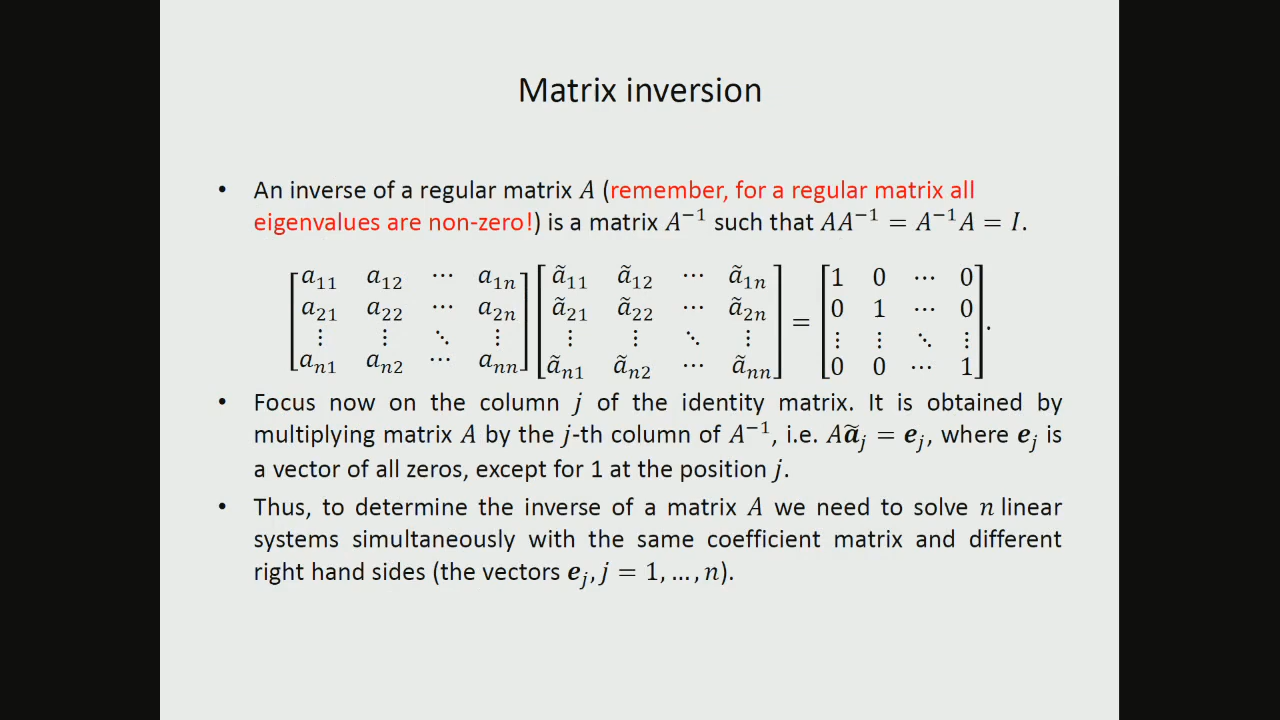 Matrix inversion
• An inverse of a regular matrix A (remember, for a regular matrix all
eigenvalues are non-zero!) is a matrix A⁻¹ such that AA⁻¹ = A⁻¹A = I.
[a₁₁ a₁₂ ⋯ a₁ₙ] [ã₁₁ ã₁₂ ⋯ ã₁ₙ] [1 0 ⋯ 0]
[a₂₁ a₂₂ ⋯ a₂ₙ] [ã₂₁ ã₂₂ ⋯ ã₂ₙ] = [0 1 ⋯ 0] .
[⋮ ⋮ ⋱ ⋮] [⋮ ⋮ ⋱ ⋮] [⋮ ⋮ ⋱ ⋮]
[aₙ₁ aₙ₂ ⋯ aₙₙ] [ãₙ₁ ãₙ₂ ⋯ ãₙₙ] [0 0 ⋯ 1]
• Focus now on the column j of the identity matrix. It is obtained by
multiplying matrix A by the j-th column of A⁻¹, i.e. Aãⱼ = eⱼ, where eⱼ is
a vector of all zeros, except for 1 at the position j.
• Thus, to determine the inverse of a matrix A we need to solve n linear
systems simultaneously with the same coefficient matrix and different
right hand sides (the vectors eⱼ, j = 1, … , n).